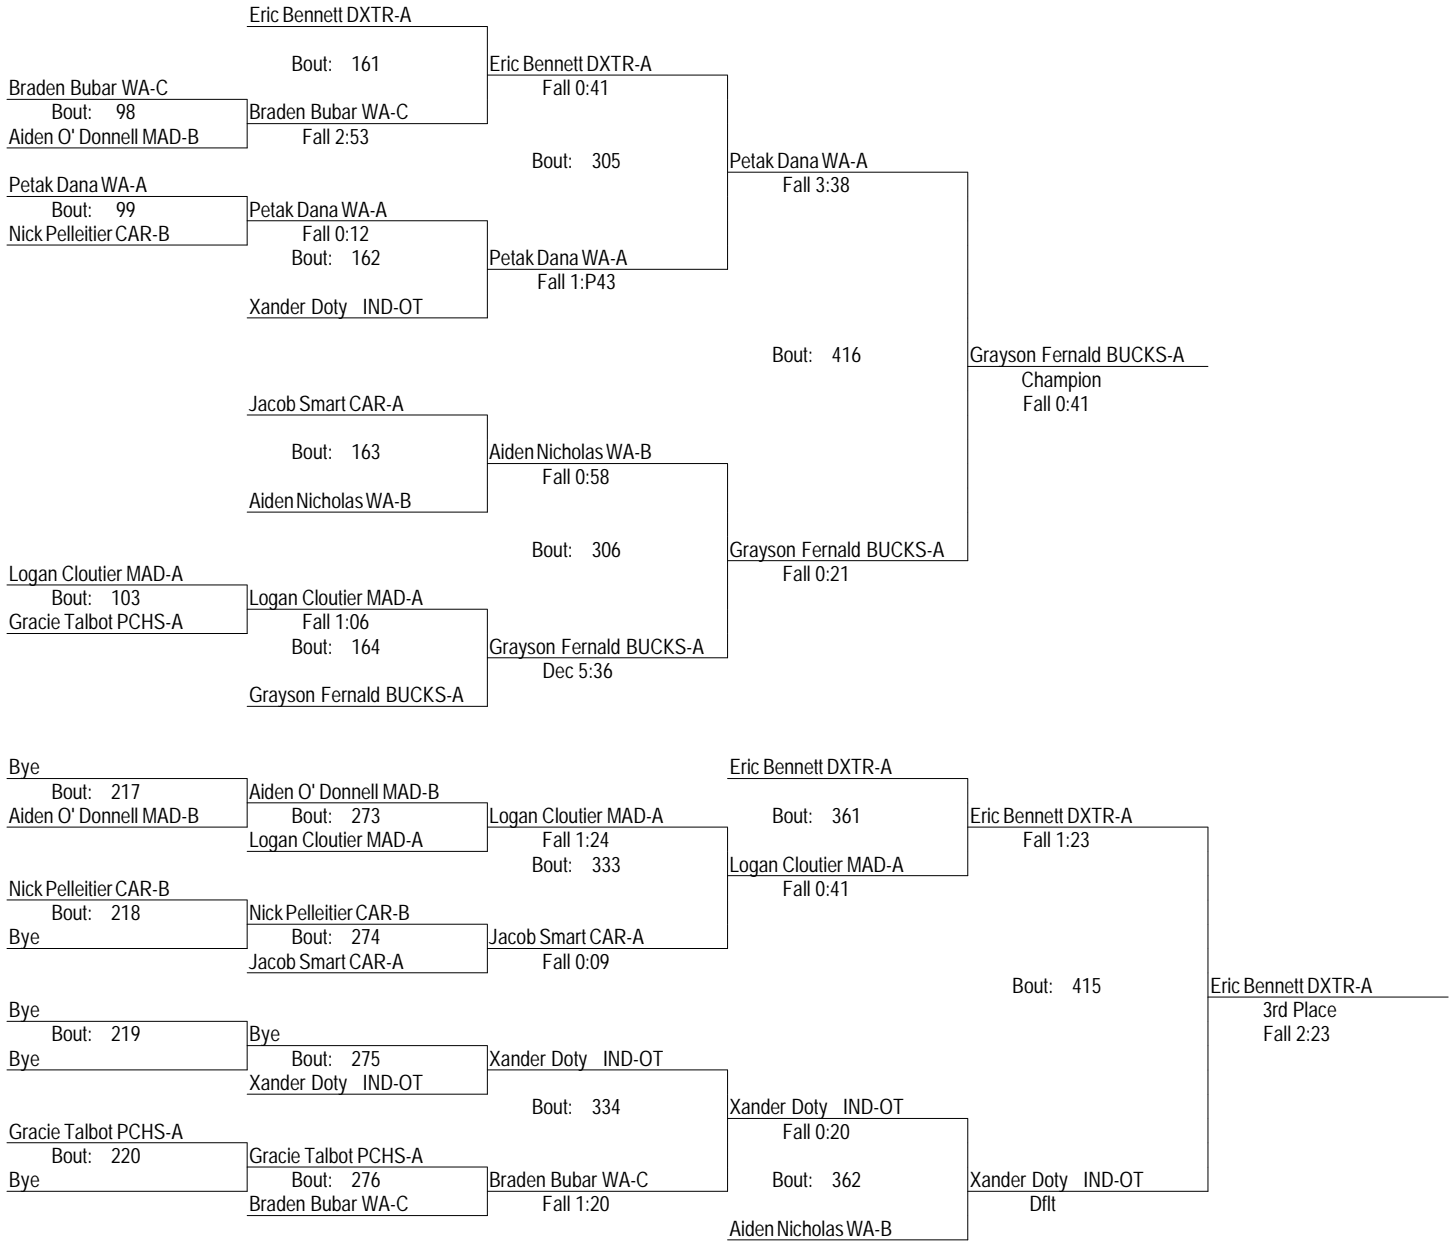 Eric Bennett DXTR-A
Bout: 161
Eric Bennett DXTR-A
Fall 0:41
Braden Bubar WA-C
Bout: 98
Aiden O' Donnell MAD-B
Braden Bubar WA-C
Fall 2:53
Bout: 305
Petak Dana WA-A
Fall 3:38
Petak Dana WA-A
Bout: 99
Nick Pelleitier CAR-B
Petak Dana WA-A
Fall 0:12
Bout: 162
Petak Dana WA-A
Fall 1:P43
Xander Doty IND-OT
Bout: 416
Grayson Fernald BUCKS-A
Champion
Fall 0:41
Jacob Smart CAR-A
Bout: 163
Aiden Nicholas WA-B
Fall 0:58
Aiden Nicholas WA-B
Bout: 306
Grayson Fernald BUCKS-A
Fall 0:21
Logan Cloutier MAD-A
Bout: 103
Gracie Talbot PCHS-A
Logan Cloutier MAD-A
Fall 1:06
Bout: 164
Grayson Fernald BUCKS-A
Dec 5:36
Grayson Fernald BUCKS-A
Bye
Bout: 217
Aiden O' Donnell MAD-B
Aiden O' Donnell MAD-B
Bout: 273
Logan Cloutier MAD-A
Logan Cloutier MAD-A
Fall 1:24
Bout: 333
Eric Bennett DXTR-A
Bout: 361
Logan Cloutier MAD-A
Fall 0:41
Eric Bennett DXTR-A
Fall 1:23
Nick Pelleitier CAR-B
Bout: 218
Bye
Nick Pelleitier CAR-B
Bout: 274
Jacob Smart CAR-A
Jacob Smart CAR-A
Fall 0:09
Bout: 415
Eric Bennett DXTR-A
3rd Place
Fall 2:23
Bye
Bout: 219
Bye
Bye
Bout: 275
Xander Doty IND-OT
Xander Doty IND-OT
Bout: 334
Xander Doty IND-OT
Fall 0:20
Gracie Talbot PCHS-A
Bout: 220
Bye
Gracie Talbot PCHS-A
Bout: 276
Braden Bubar WA-C
Braden Bubar WA-C
Fall 1:20
Bout: 362
Xander Doty IND-OT
Dflt
Aiden Nicholas WA-B